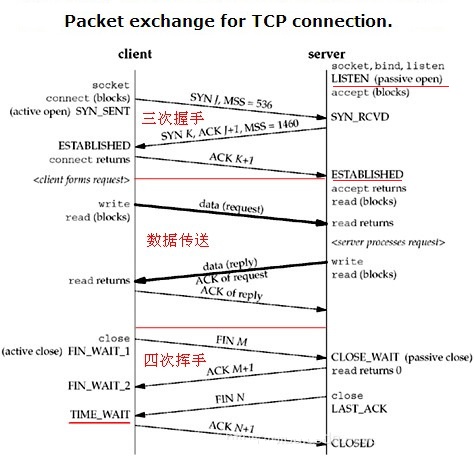 Packet exchange for TCP connection.
client
server
socket, bind, listen
LISTEN (passive open)
accept (blocks)
socket
connect (blocks)
(active open) SYN_SENT
SYN J, MSS = 536
三次握手
SYN_RCVD
SYN K, ACK J+1, MSS = 1460
ESTABLISHED
connect returns
ACK K+1
<client forms request>
ESTABLISHED
accept returns
read (blocks)
write
read (blocks)
data (request)
read returns
数据传送
<server processes request>
data (reply)
ACK of request
write
read (blocks)
read returns
ACK of reply
close
(active close) FIN_WAIT_1
FIN M
四次挥手
CLOSE_WAIT (passive close)
read returns 0
ACK M+1
FIN_WAIT_2
close
LAST_ACK
FIN N
TIME_WAIT
ACK N+1
CLOSED